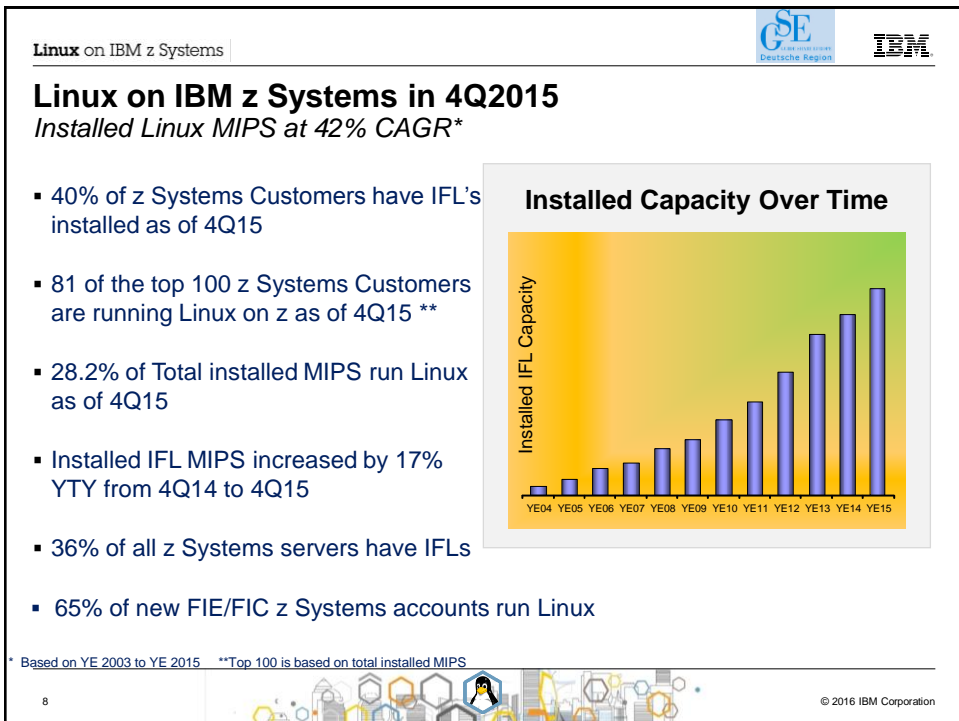 Linux on IBM z Systems
GSE
Deutsche Region
IBM.
Linux on IBM z Systems in 4Q2015
Installed Linux MIPS at 42% CAGR*
▪ 40% of z Systems Customers have IFL's
installed as of 4Q15
▪ 81 of the top 100 z Systems Customers
are running Linux on z as of 4Q15 **
▪ 28.2% of Total installed MIPS run Linux
as of 4Q15
▪ Installed IFL MIPS increased by 17%
YTY from 4Q14 to 4Q15
▪ 36% of all z Systems servers have IFLs
▪ 65% of new FIE/FIC z Systems accounts run Linux
Installed Capacity Over Time
Installed IFL Capacity
YE04 YE05 YE06 YE07 YE08 YE09 YE10 YE11 YE12 YE13 YE14 YE15
* Based on YE 2003 to YE 2015 **Top 100 is based on total installed MIPS
8
© 2016 IBM Corporation